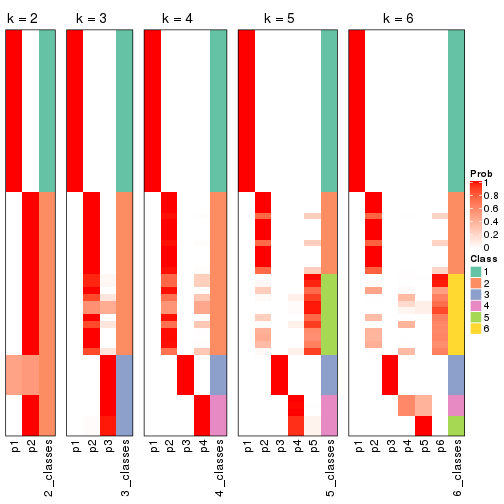 k = 2
k = 3
k = 4
k = 5
k = 6
p1
p2
2_classes
p1
p2
p3
3_classes
p1
p2
p3
p4
4_classes
p1
p2
p3
p4
p5
5_classes
p1
p2
p3
p4
p5
p6
6_classes
Prob
1
0.8
0.6
0.4
0.2
0
Class
1
2
3
4
5
6